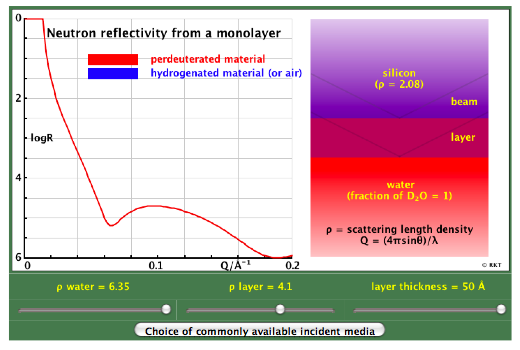 Neutron reflectivity from a monolayer
perdeuterated material
hydrogenated material (or air)
0
2
logR
4
6
0
0.1
Q/Å⁻¹
0.2
silicon
(ρ = 2.08)
beam
layer
water
(fraction of D₂O = 1)
ρ = scattering length density
Q = (4πsinθ)/λ
© RKT
ρ water = 6.35
ρ layer = 4.1
layer thickness = 50 Å
Choice of commonly available incident media